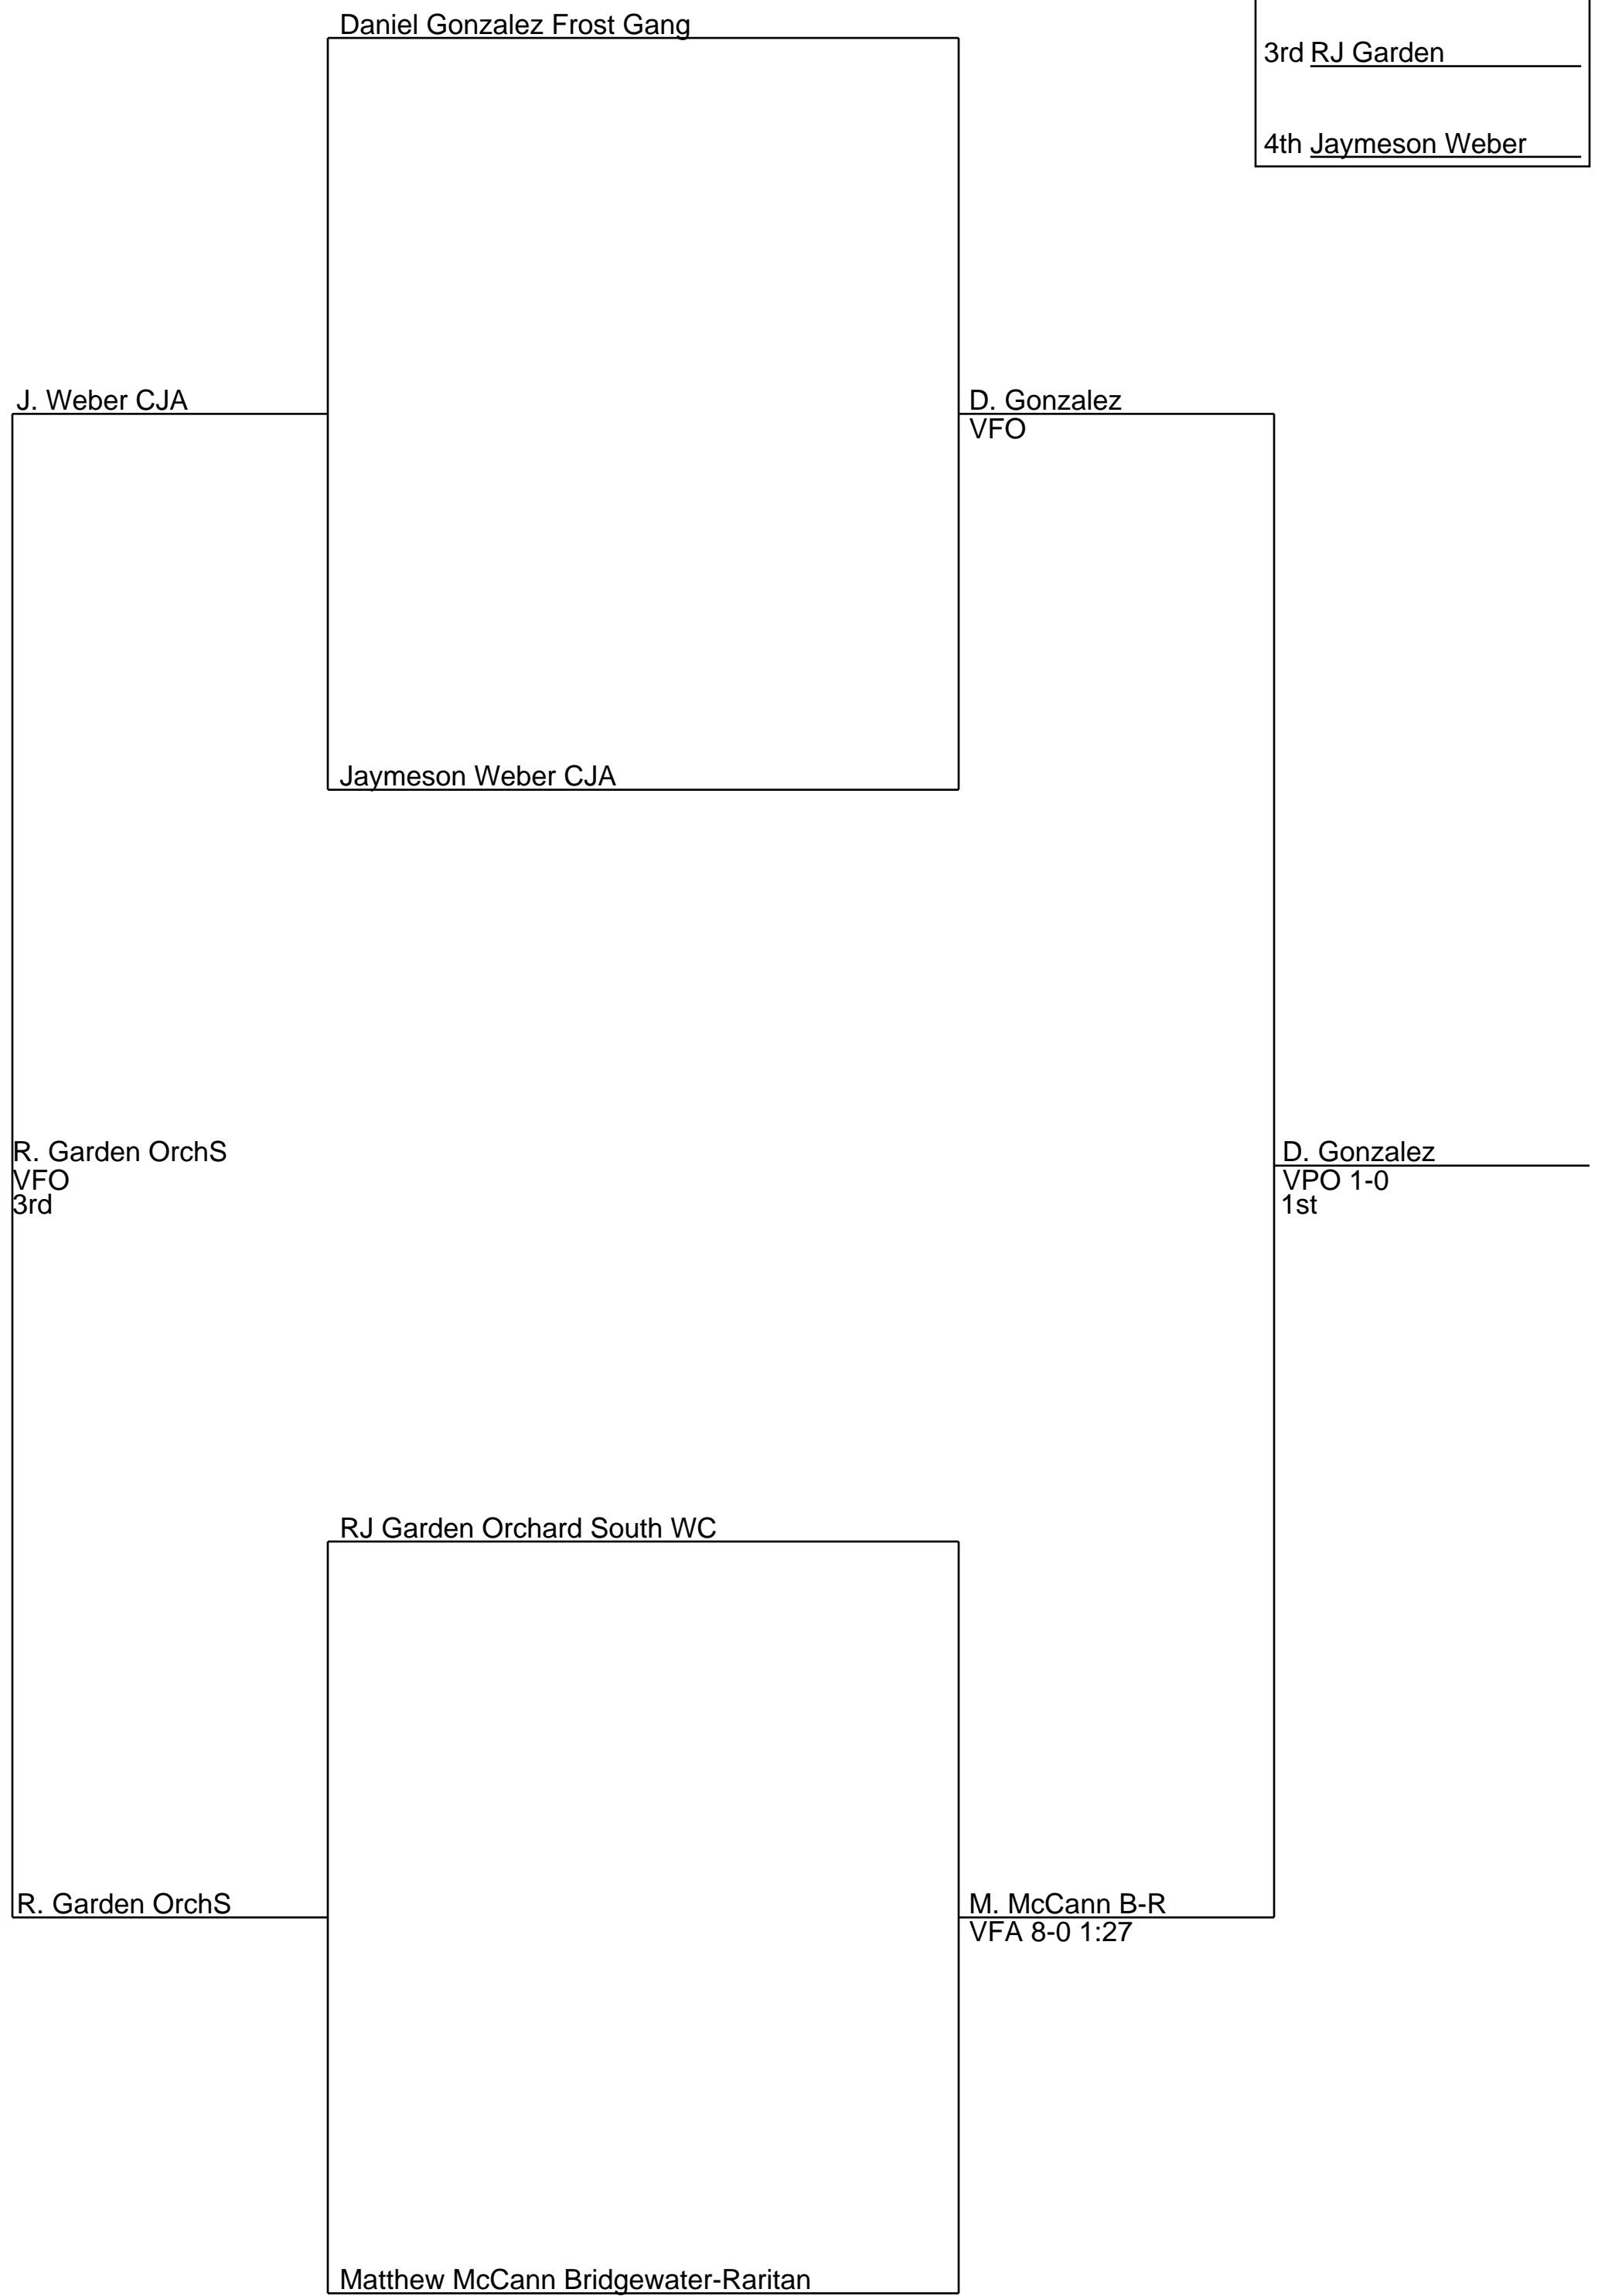 Daniel Gonzalez Frost Gang
3rd RJ Garden
4th Jaymeson Weber
J. Weber CJA
D. Gonzalez
VFO
Jaymeson Weber CJA
R. Garden OrchS
VFO
3rd
D. Gonzalez
VPO 1-0
1st
RJ Garden Orchard South WC
R. Garden OrchS
M. McCann B-R
VFA 8-0 1:27
Matthew McCann Bridgewater-Raritan